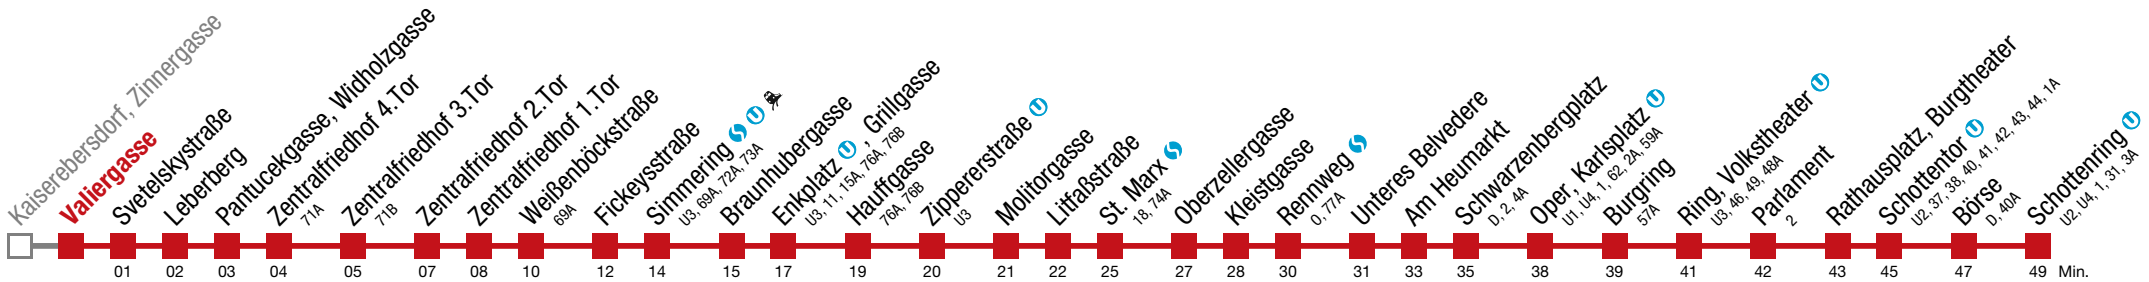 Kaiserebersdorf, Zinnergasse
Valiergasse
Svetelskystraße
Leberberg
Pantucekgasse, Widholzgasse
Zentralfriedhof 4.Tor
71A
Zentralfriedhof 3.Tor
71B
Zentralfriedhof 2.Tor
Zentralfriedhof 1.Tor
Weißenböckstraße
69A
Fickeysstraße
Simmering
U3, 69A, 72A, 73A
Braunhubergasse
Enkplatz U, Grillgasse
U3, 11, 15A, 76A, 76B
Hauffgasse
76A, 76B
Zippererstraße U
U3
Molitorgasse
Litfaßstraße
St. Marx
18, 74A
Oberzellergasse
Kleistgasse
Rennweg
O, 77A
Unteres Belvedere
Am Heumarkt
Schwarzenbergplatz
D, 2, 4A
Oper, Karlsplatz U
U1, U4, 1, 62, 2A, 59A
Burgring
57A
Ring, Volkstheater U
U3, 46, 49, 48A
Parlament
2
Rathausplatz, Burgtheater
Schottentor U
U2, 37, 38, 40, 41, 42, 43, 44, 1A
Börse
D, 40A
Schottenring U
U2, U4, 1, 31, 3A
01 02 03 04 05 07 08 10 12 14 15 17 19 20 21 22 25 27 28 30 31 33 35 38 39 41 42 43 45 47 49 Min.